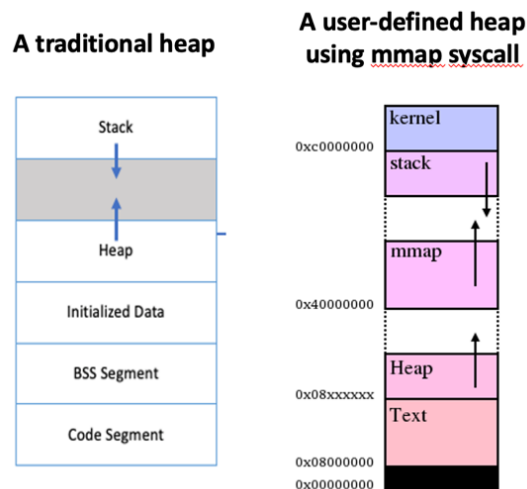 A traditional heap
A user-defined heap
using mmap syscall
Stack
Heap
Initialized Data
BSS Segment
Code Segment
kernel
0xc0000000
stack
mmap
0x40000000
Heap
0x08xxxxxx
Text
0x08000000
0x00000000